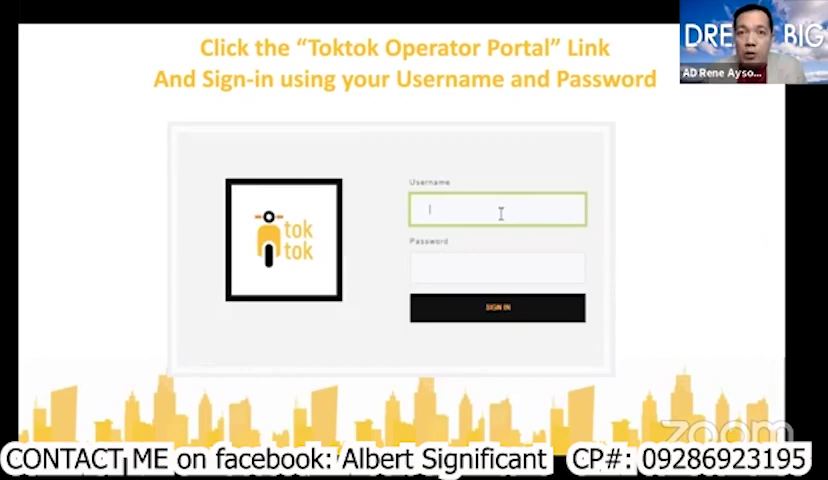 Click the “Toktok Operator Portal” Link
And Sign-in using your Username and Password
DRE BIG
AD Rene Ayso...
Username
tok
tok
Password
SIGN IN
zoom
CONTACT ME on facebook: Albert Significant CP#: 09286923195